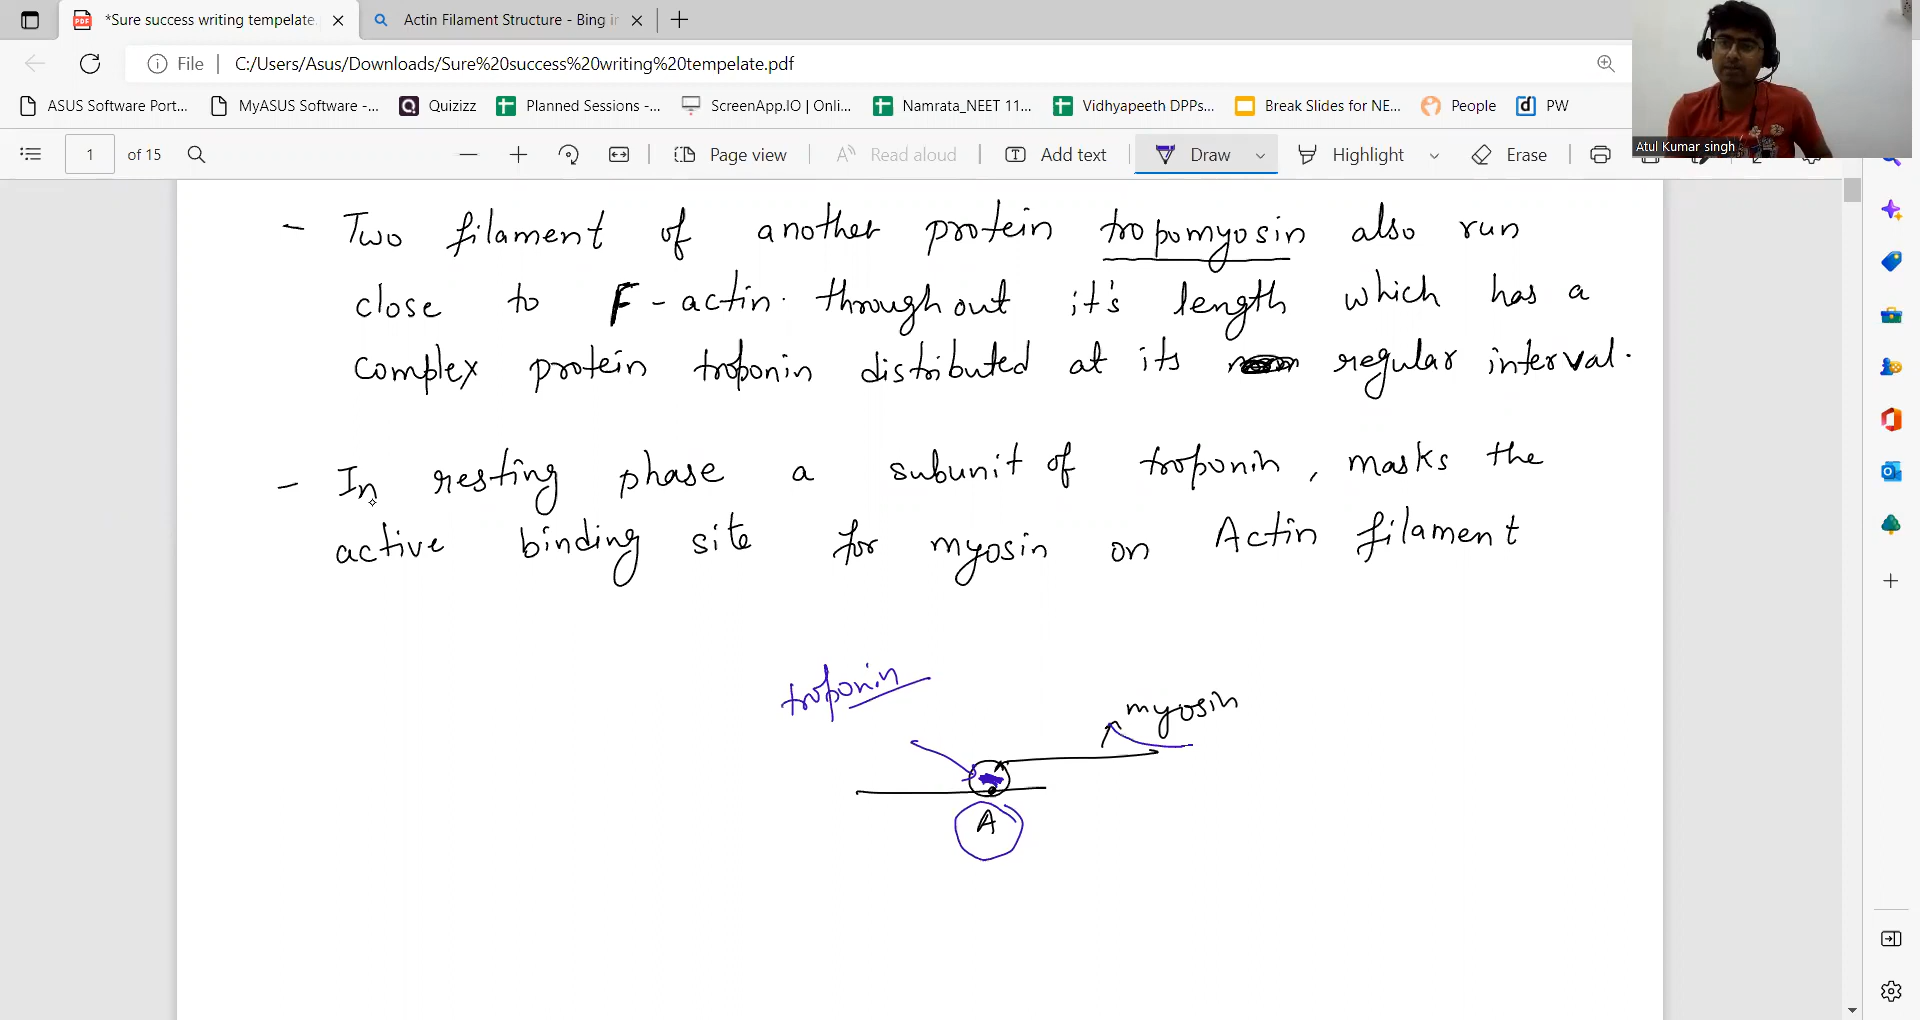 *Sure success writing tempelate.
Actin Filament Structure - Bing in
File
C:/Users/Asus/Downloads/Sure%20success%20writing%20tempelate.pdf
ASUS Software Port... MyASUS Software -... Quizizz Planned Sessions -... ScreenApp.IO | Onli... Namrata_NEET 11... Vidhyapeeth DPPs... Break Slides for NE... People PW
1 of 15 Page view Read aloud Add text Draw Highlight Erase
Atul Kumar singh
- Two filament of another protein tropomyosin also run
close to F-actin. throughout it's length which has a
complex protein troponin distributed at its regular interval.
- In resting phase a subunit of troponin, masks the
active binding site for myosin on Actin filament
troponin
myosin
A